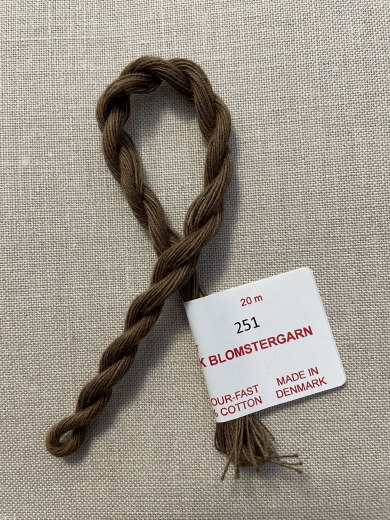 20 m
251
K BLOMSTERGARN
OUR-FAST
COTTON
MADE IN
DENMARK